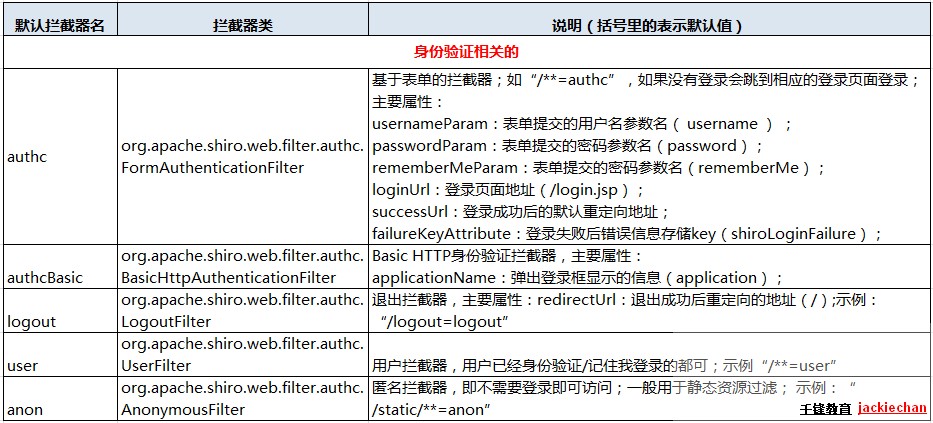 默认拦截器名 拦截器类 说明（括号里的表示默认值）
身份验证相关的
authc
org.apache.shiro.web.filter.authc.
FormAuthenticationFilter
基于表单的拦截器；如“/**=authc”，如果没有登录会跳到相应的登录页面登录；
主要属性：
usernameParam：表单提交的用户名参数名（ username ）；
passwordParam：表单提交的密码参数名（password）；
rememberMeParam：表单提交的密码参数名（rememberMe）；
loginUrl：登录页面地址（/login.jsp）；
successUrl：登录成功后的默认重定向地址；
failureKeyAttribute：登录失败后错误信息存储key（shiroLoginFailure）；
authcBasic
org.apache.shiro.web.filter.authc.
BasicHttpAuthenticationFilter
Basic HTTP身份验证拦截器，主要属性：
applicationName：弹出登录框显示的信息（application）；
logout
org.apache.shiro.web.filter.authc.
LogoutFilter
退出拦截器，主要属性：redirectUrl：退出成功后重定向的地址（/）;示例：
“/logout=logout”
user
org.apache.shiro.web.filter.authc.
UserFilter
用户拦截器，用户已经身份验证/记住我登录的都可；示例“/**=user”
anon
org.apache.shiro.web.filter.authc.
AnonymousFilter
匿名拦截器，即不需要登录即可访问；一般用于静态资源过滤；示例：“
/static/**=anon”
千锋教育 jackiechan